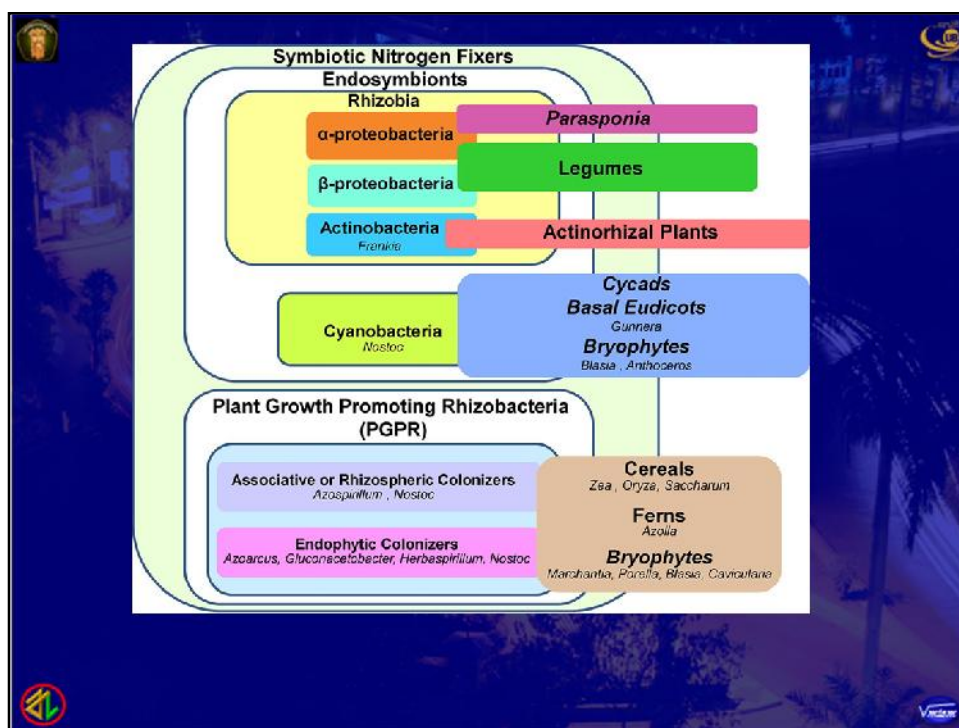 Symbiotic Nitrogen Fixers
Endosymbionts
Rhizobia
α-proteobacteria
Parasponia
Legumes
β-proteobacteria
Actinobacteria
Frankia
Actinorhizal Plants
Cyanobacteria
Nostoc
Cycads
Basal Eudicots
Gunnera
Bryophytes
Blasia , Anthoceros
Plant Growth Promoting Rhizobacteria
(PGPR)
Associative or Rhizospheric Colonizers
Azospirillum , Nostoc
Endophytic Colonizers
Azoarcus, Gluconacetobacter, Herbaspirillum, Nostoc
Cereals
Zea , Oryza, Saccharum
Ferns
Azolla
Bryophytes
Marchantia, Porella, Blasia, Cavicularia
UB